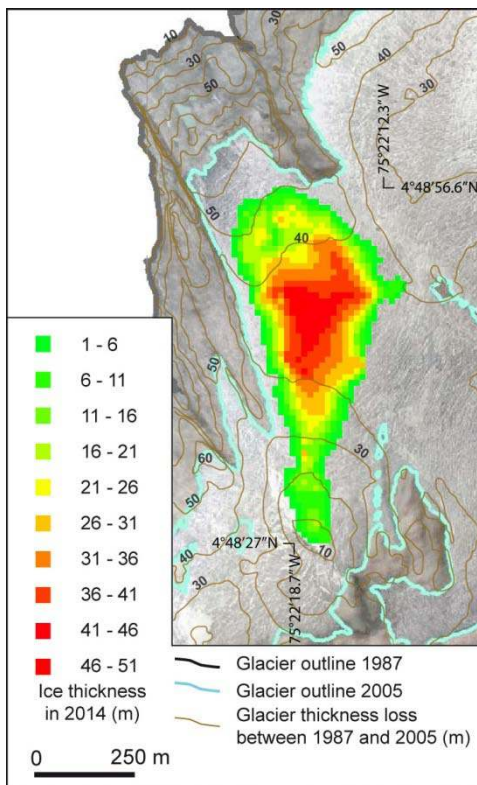 10
50
40
30
50
30
75°22'12.3"W
4°48'56.6"N
50
40
50
30
60
50
4°48'27"N
10
40
30
75°22'18.7"W
1 - 6
6 - 11
11 - 16
16 - 21
21 - 26
26 - 31
31 - 36
36 - 41
41 - 46
46 - 51
Ice thickness
in 2014 (m)
Glacier outline 1987
Glacier outline 2005
Glacier thickness loss
between 1987 and 2005 (m)
0 250 m